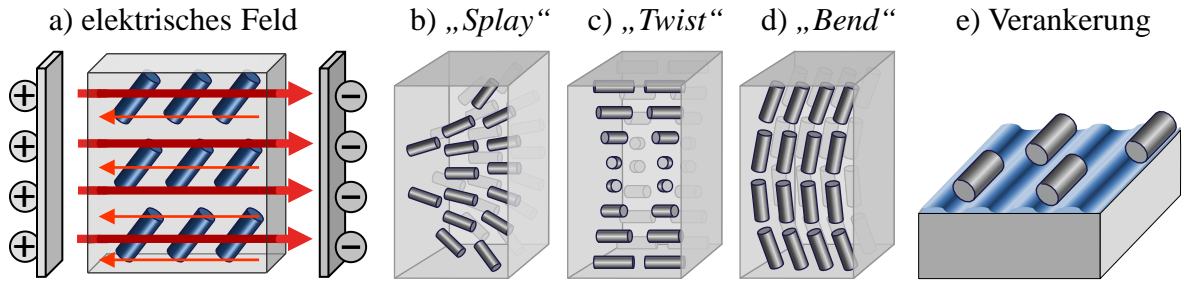 a) elektrisches Feld
b) „Splay“
c) „Twist“
d) „Bend“
e) Verankerung
+ −
+ −
+ −
+ −